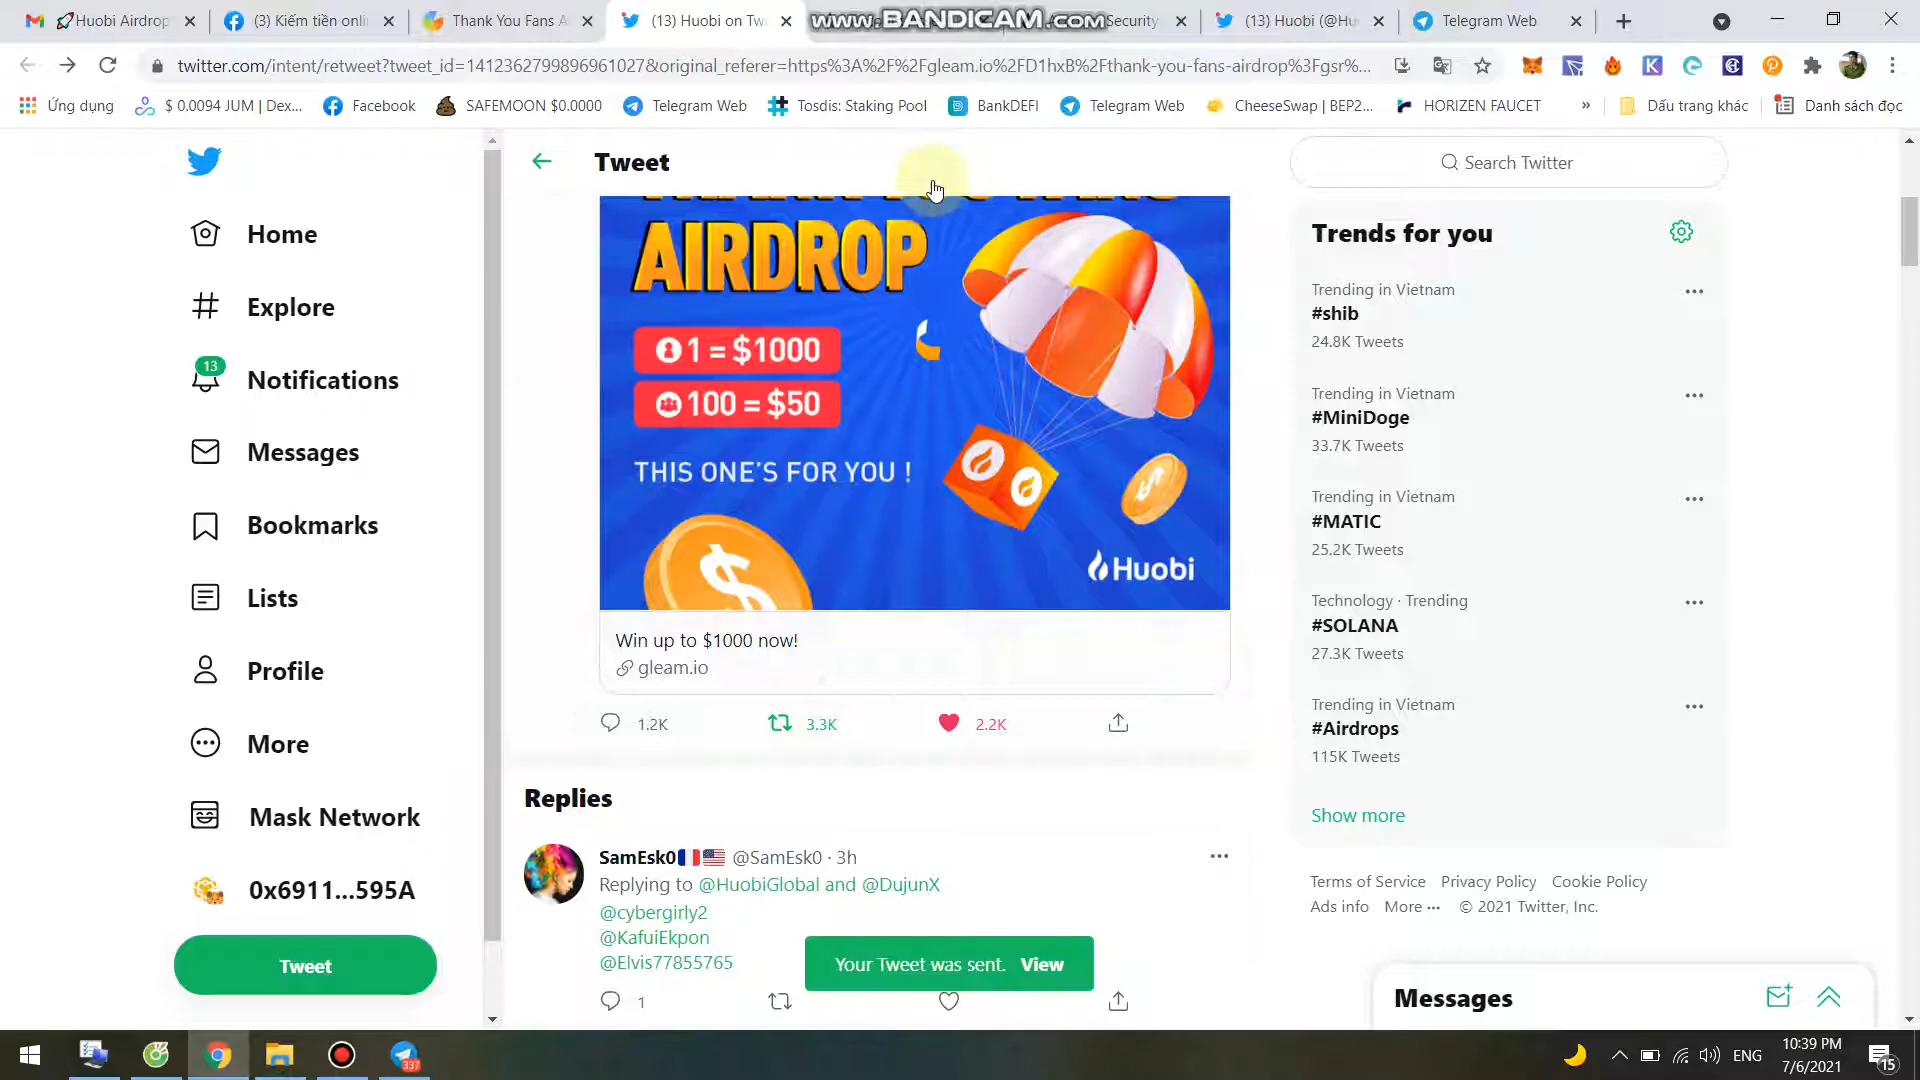 🚀Huobi Airdrop
(3) Kiếm tiền onli
Thank You Fans A
(13) Huobi on Tw
www.BANDICAM.com
Security
(13) Huobi (@Hu
Telegram Web
twitter.com/intent/retweet?tweet_id=1412362799896961027&original_referer=https%3A%2F%2Fgleam.io%2FD1hxB%2Fthank-you-fans-airdrop%3Fgsr%...
Ứng dụng
$ 0.0094 JUM | Dex...
Facebook
SAFEMOON $0.0000
Telegram Web
Tosdis: Staking Pool
BankDEFI
Telegram Web
CheeseSwap | BEP2...
HORIZEN FAUCET
»
Dấu trang khác
Danh sách đọc
Home
Explore
13
Notifications
Messages
Bookmarks
Lists
Profile
More
Mask Network
0x6911...595A
Tweet
Tweet
AIRDROP
1 = $1000
100 = $50
THIS ONE'S FOR YOU !
Huobi
Win up to $1000 now!
gleam.io
1.2K
3.3K
2.2K
Replies
SamEsk0🇫🇷🇺🇸 @SamEsk0 · 3h
Replying to @HuobiGlobal and @DujunX
@cybergirly2
@KafuiEkpon
@Elvis77855765
1
Your Tweet was sent. View
Search Twitter
Trends for you
Trending in Vietnam
#shib
24.8K Tweets
Trending in Vietnam
#MiniDoge
33.7K Tweets
Trending in Vietnam
#MATIC
25.2K Tweets
Technology · Trending
#SOLANA
27.3K Tweets
Trending in Vietnam
#Airdrops
115K Tweets
Show more
Terms of Service Privacy Policy Cookie Policy
Ads info More ··· © 2021 Twitter, Inc.
Messages
337
ENG
10:39 PM
7/6/2021
15